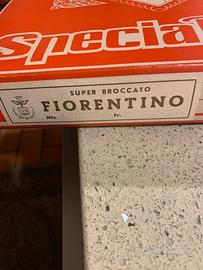 Special
SUPER BROCCATO
FIORENTINO
Mis. Fr.